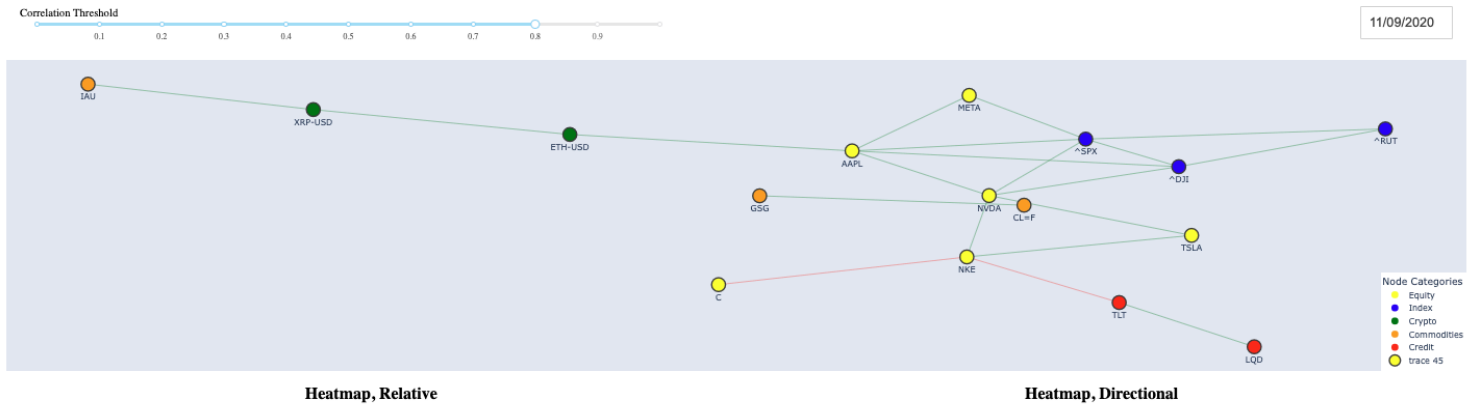 Correlation Threshold
0.1 0.2 0.3 0.4 0.5 0.6 0.7 0.8 0.9
11/09/2020
IAU
XRP-USD
ETH-USD
META
AAPL
^SPX
^RUT
^DJI
GSG
NVDA
CL=F
TSLA
NKE
C
TLT
LQD
Node Categories
Equity
Index
Crypto
Commodities
Credit
trace 45
Heatmap, Relative
Heatmap, Directional